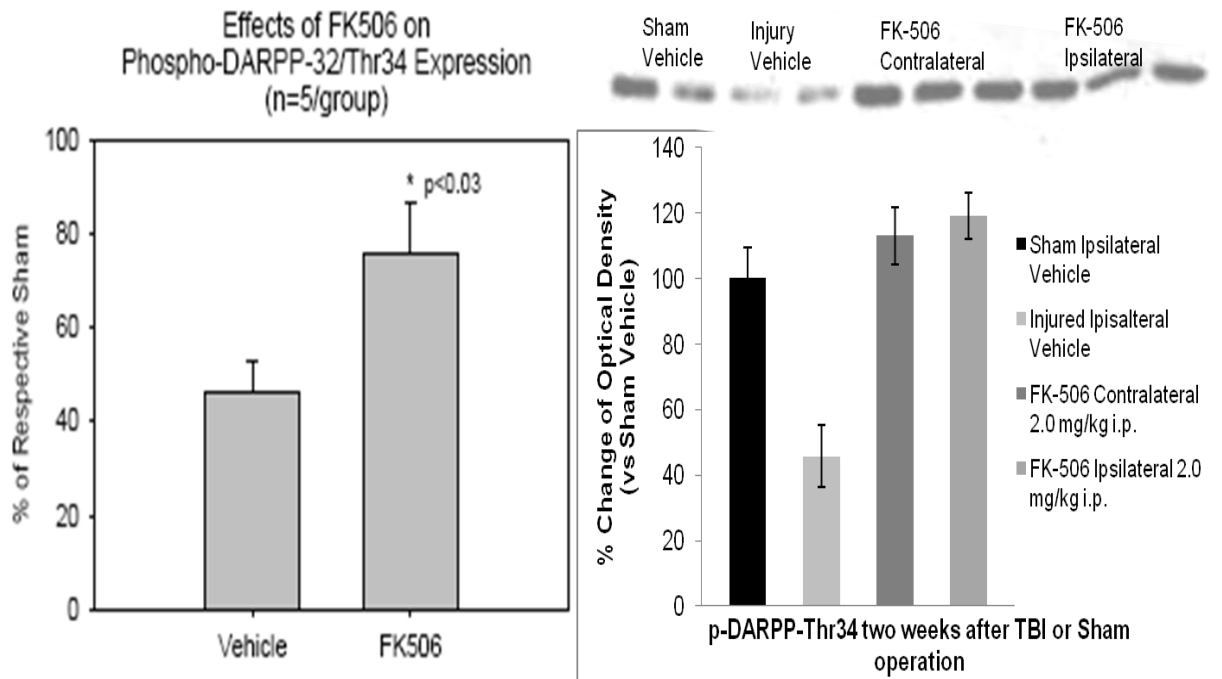 Effects of FK506 on
Phospho-DARPP-32/Thr34 Expression
(n=5/group)
% of Respective Sham
100
80
60
40
20
0
* p<0.03
Vehicle
FK506
Sham
Vehicle
Injury
Vehicle
FK-506
Contralateral
FK-506
Ipsilateral
% Change of Optical Density
(vs Sham Vehicle)
140
120
100
80
60
40
20
0
Sham Ipsilateral
Vehicle
Injured Ipisalteral
Vehicle
FK-506 Contralateral
2.0 mg/kg i.p.
FK-506 Ipsilateral 2.0
mg/kg i.p.
p-DARPP-Thr34 two weeks after TBI or Sham
operation